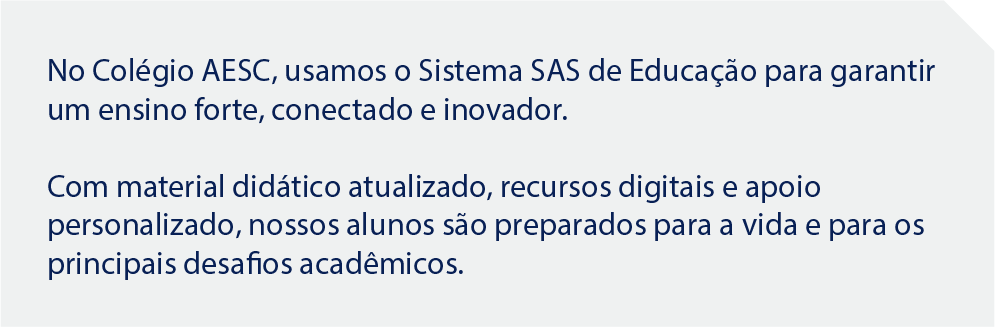 No Colégio AESC, usamos o Sistema SAS de Educação para garantir
um ensino forte, conectado e inovador.
Com material didático atualizado, recursos digitais e apoio
personalizado, nossos alunos são preparados para a vida e para os
principais desafios acadêmicos.